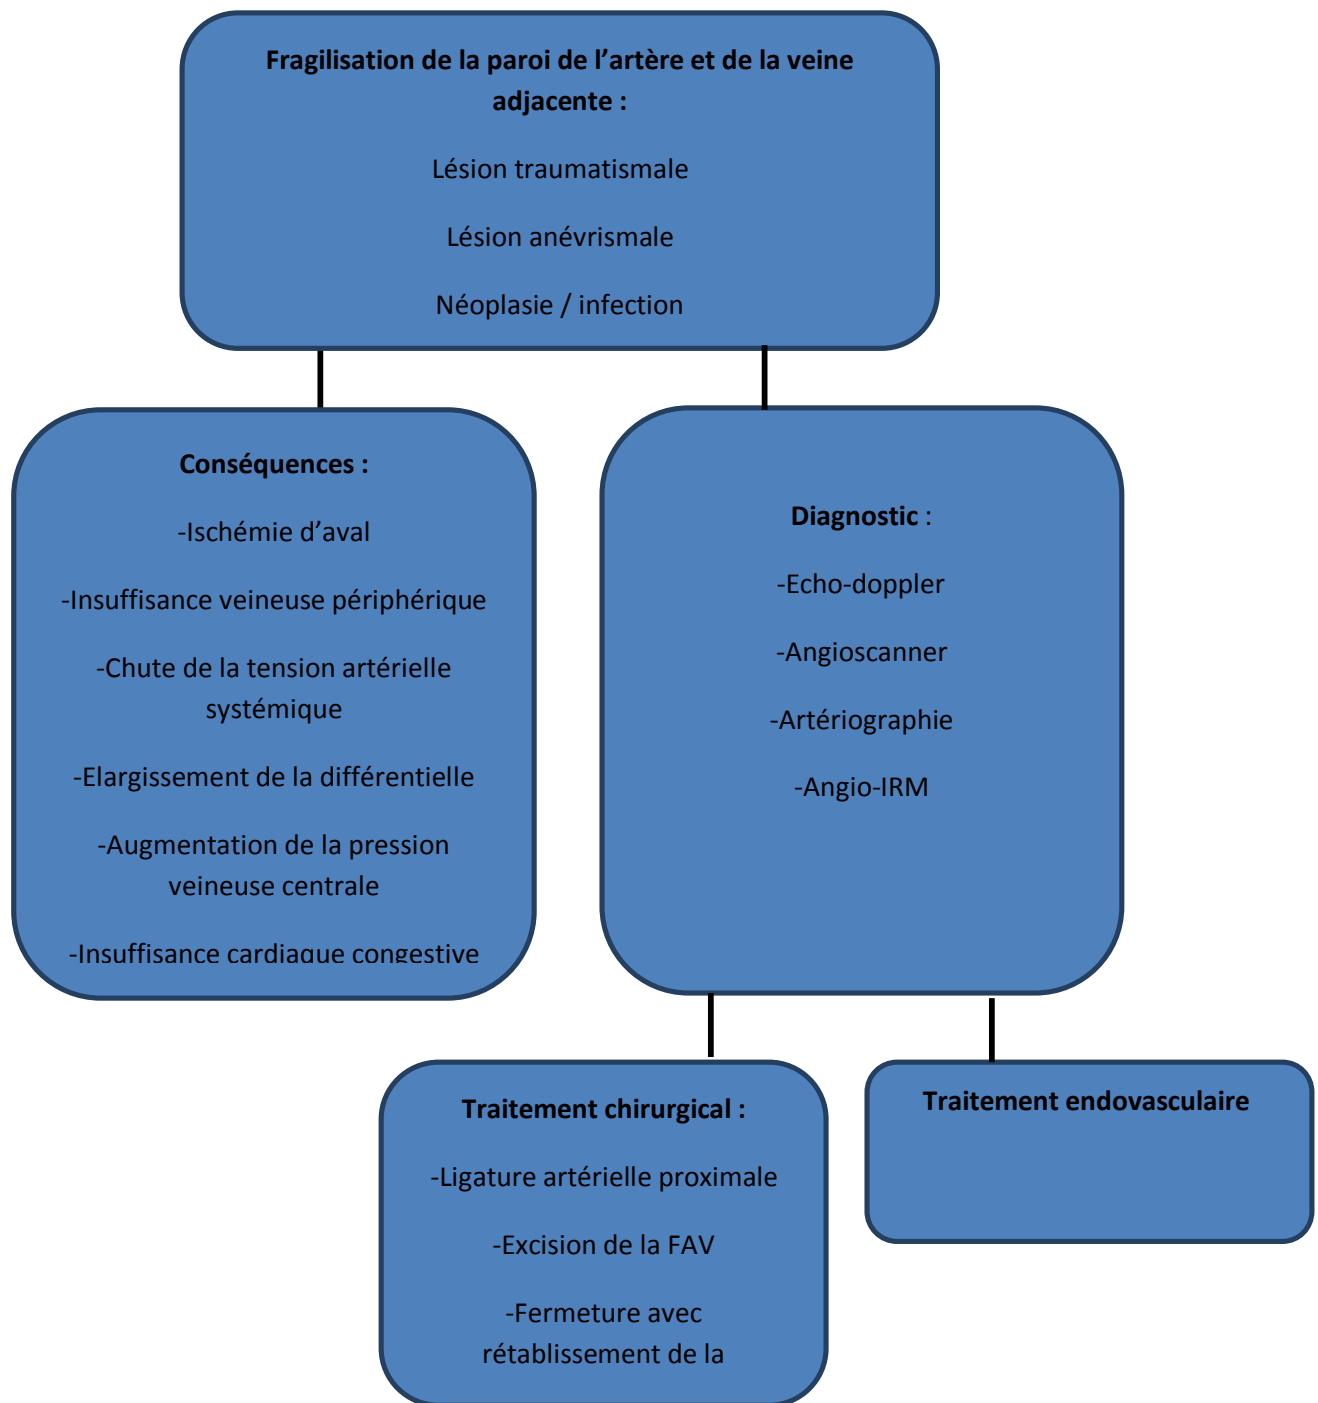 Fragilisation de la paroi de l’artère et de la veine
adjacente :
Lésion traumatismale
Lésion anévrismale
Néoplasie / infection
Conséquences :
-Ischémie d’aval
-Insuffisance veineuse périphérique
-Chute de la tension artérielle
systémique
-Elargissement de la différentielle
-Augmentation de la pression
veineuse centrale
-Insuffisance cardiaque congestive
Diagnostic :
-Echo-doppler
-Angioscanner
-Artériographie
-Angio-IRM
Traitement chirurgical :
-Ligature artérielle proximale
-Excision de la FAV
-Fermeture avec
rétablissement de la
Traitement endovasculaire